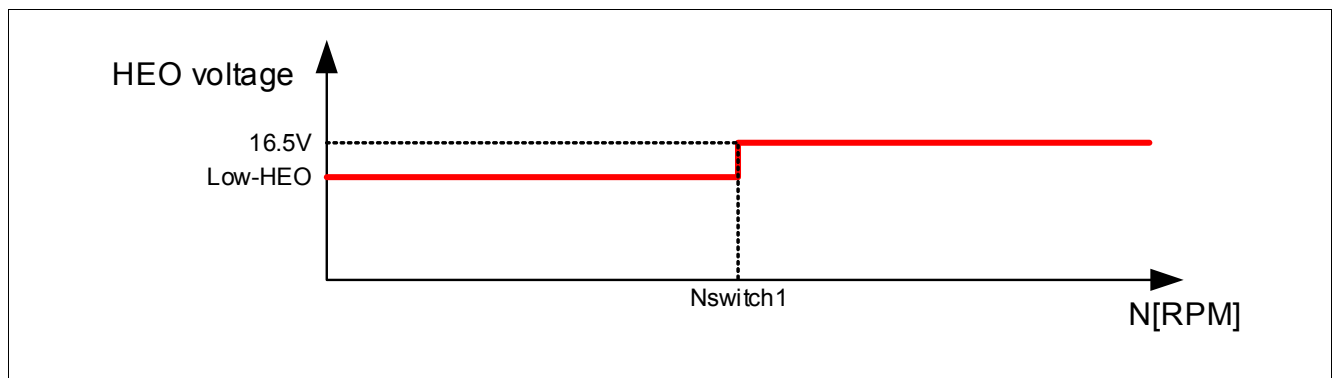 HEO voltage
16.5V
Low-HEO
Nswitch1
N[RPM]